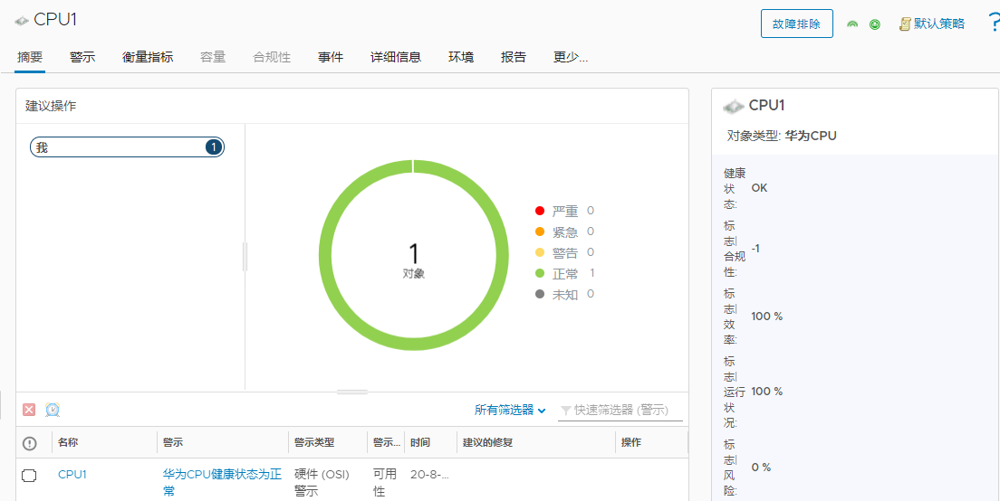 CPU1
故障排除
默认策略
?
摘要 警示 衡量指标 容量 合规性 事件 详细信息 环境 报告 更少...
建议操作
我 1
1
对象
严重 0
紧急 0
警告 0
正常 1
未知 0
所有筛选器
快速筛选器 (警示)
名称 警示 警示类型 警示... 时间 建议的修复 操作
CPU1 华为CPU健康状态为正 硬件 (OSI) 可用 20-8-...
常 警示 性
CPU1
对象类型: 华为CPU
健康
状
态:
OK
标
志|
合规
性:
-1
标
志|
效
率:
100 %
标
志|
运行
状
况:
100 %
标
志|
风
险:
0 %